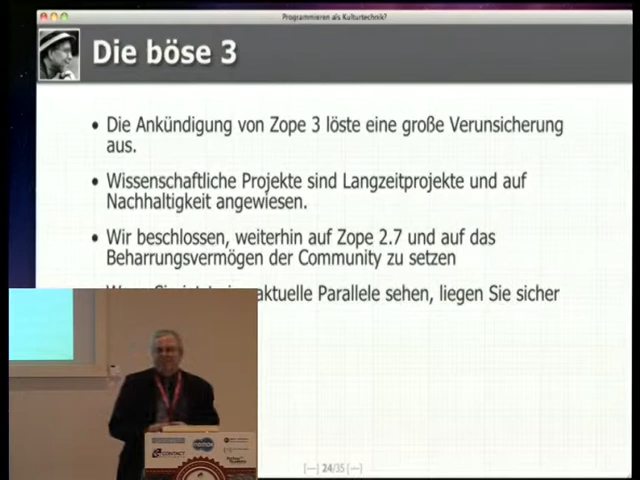 Programmieren als Kulturtechnik?
Die böse 3
• Die Ankündigung von Zope 3 löste eine große Verunsicherung
aus.
• Wissenschaftliche Projekte sind Langzeitprojekte und auf
Nachhaltigkeit angewiesen.
• Wir beschlossen, weiterhin auf Zope 2.7 und auf das
Beharrungsvermögen der Community zu setzen
aktuelle Parallele sehen, liegen Sie sicher
CONTACT
[—] 24/35 [—]